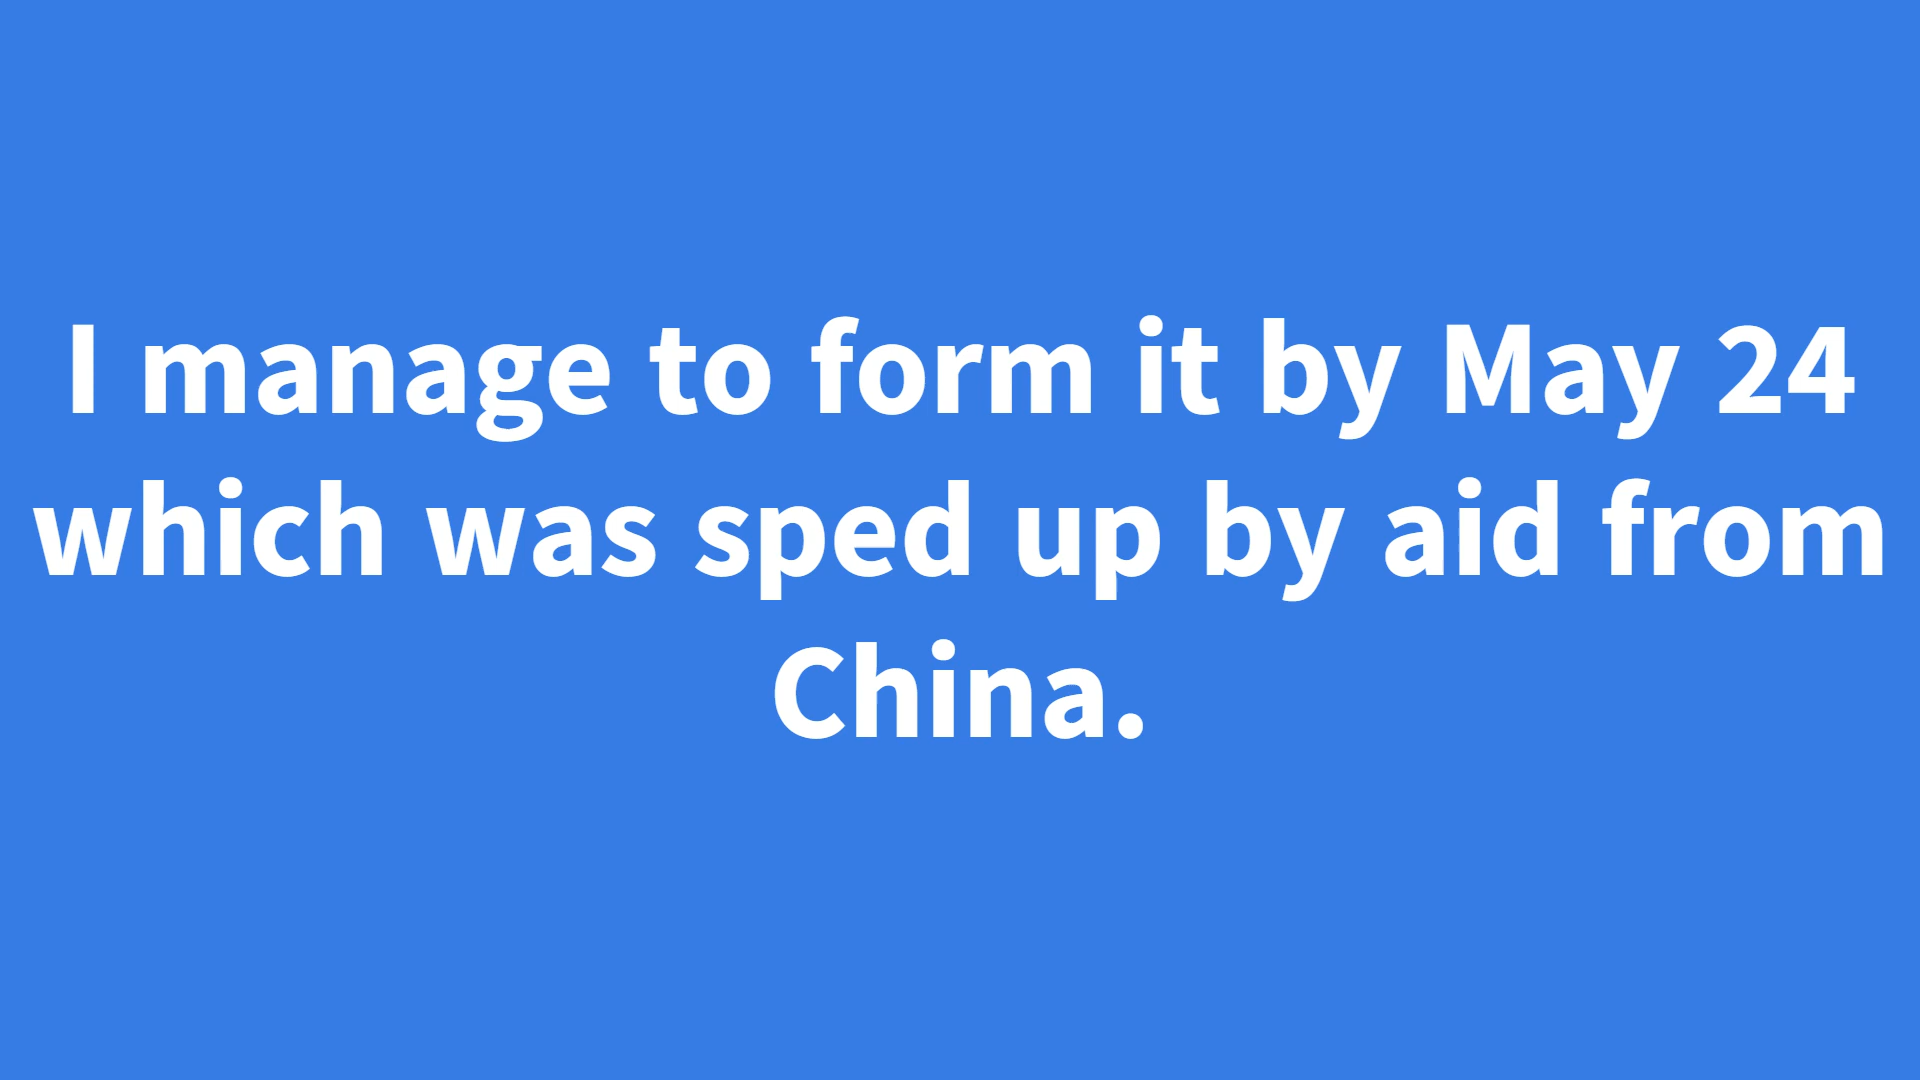 I manage to form it by May 24
which was sped up by aid from
China.